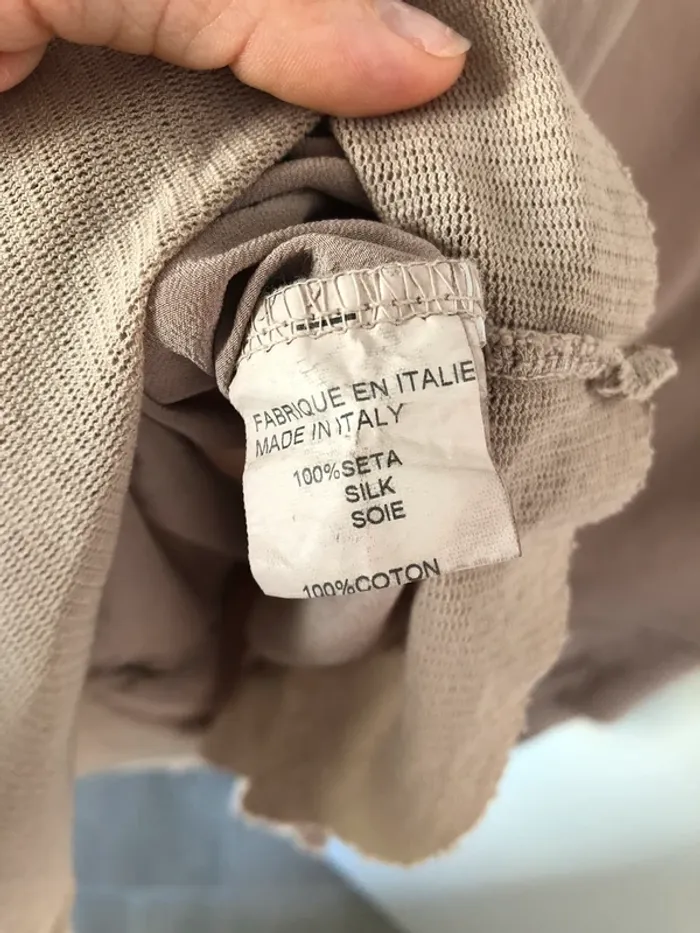 FABRIQUE EN ITALIE
MADE IN ITALY
100%SETA
SILK
SOIE
100%COTON